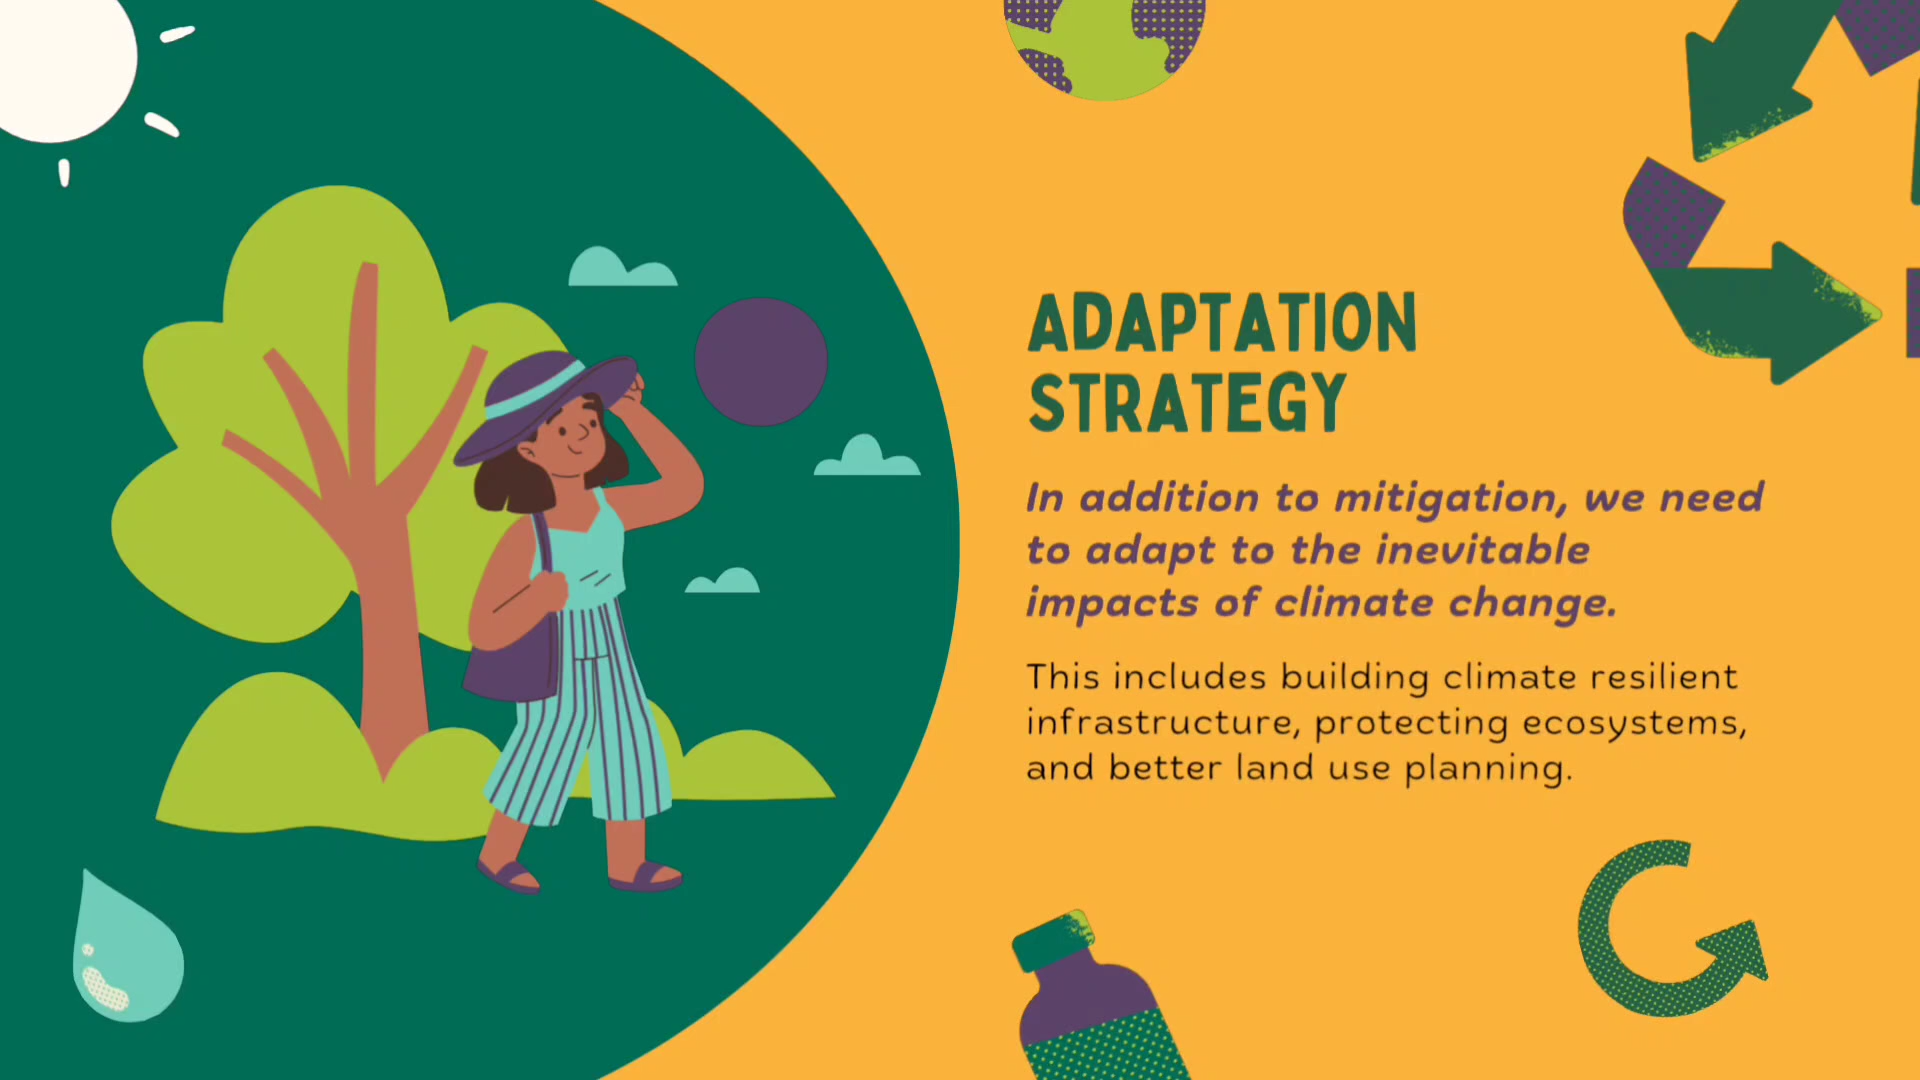 ADAPTATION
STRATEGY
In addition to mitigation, we need
to adapt to the inevitable
impacts of climate change.
This includes building climate resilient
infrastructure, protecting ecosystems,
and better land use planning.